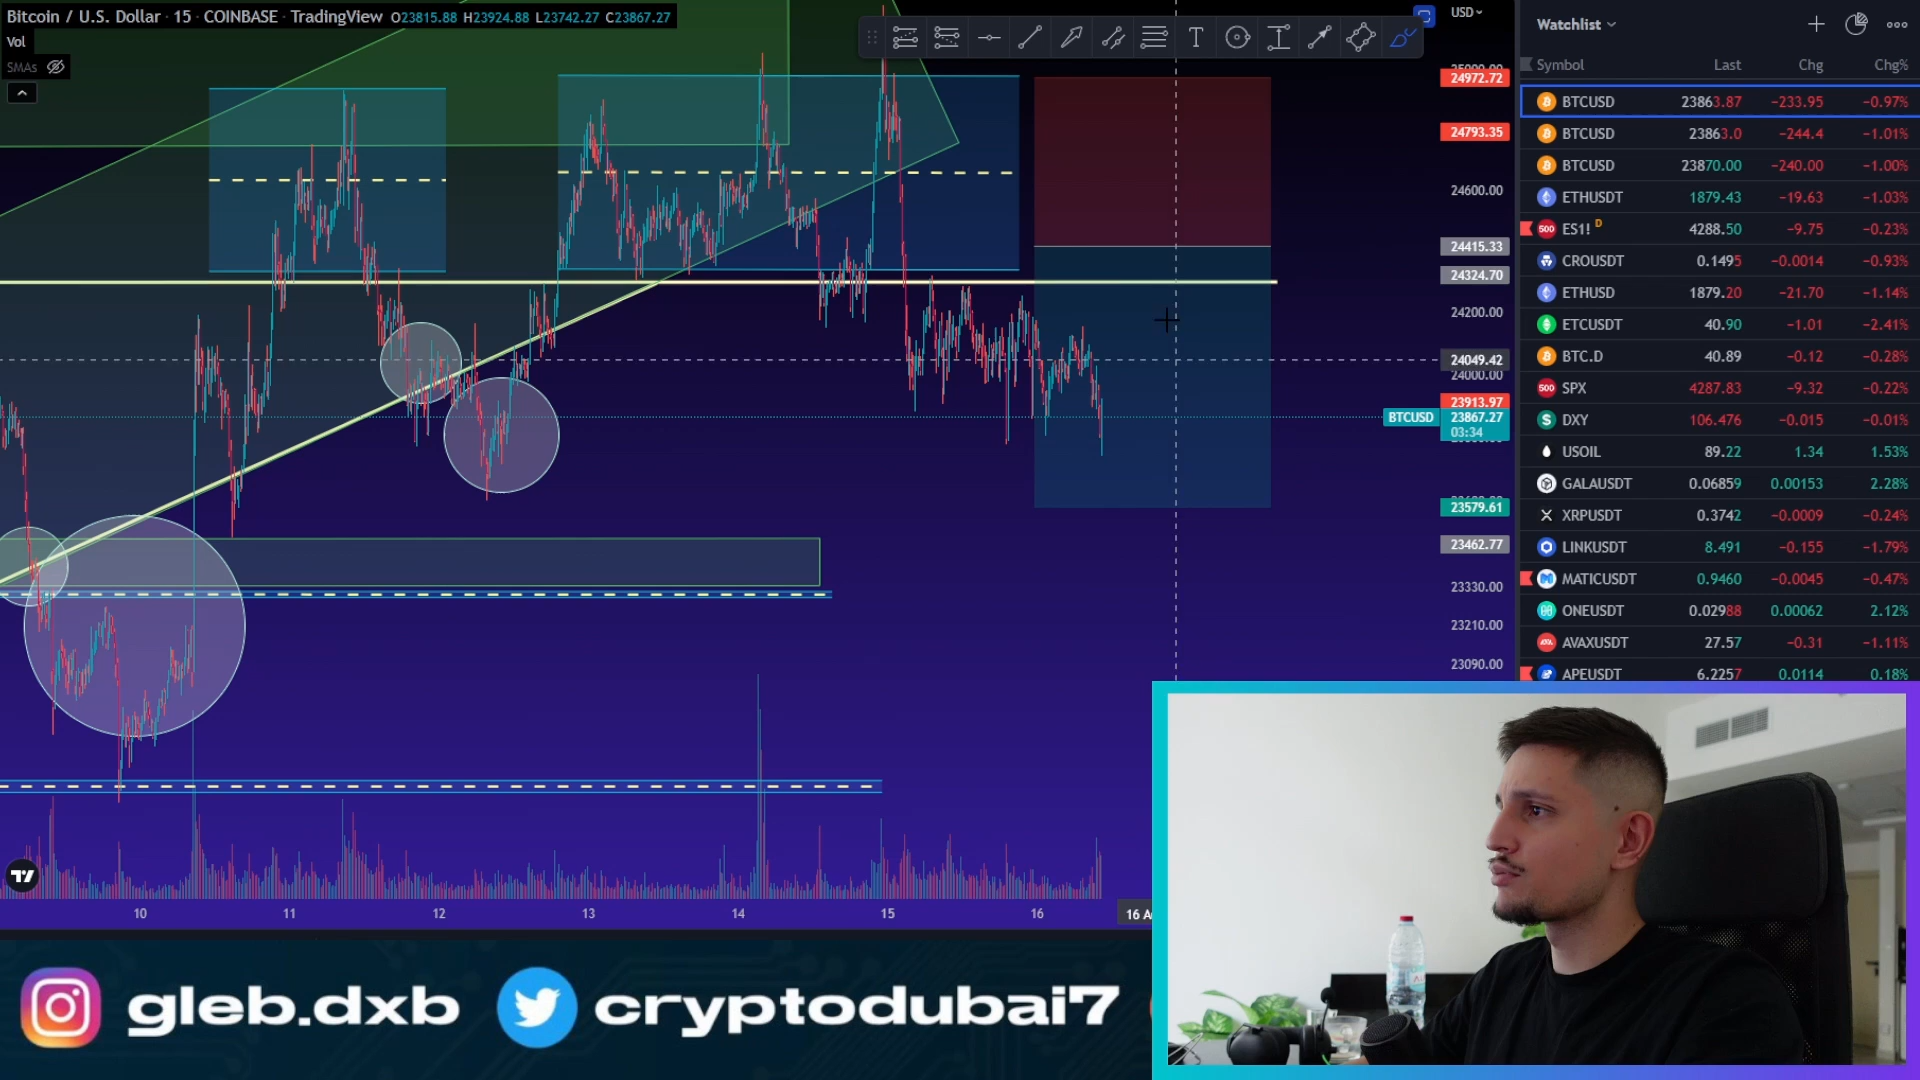 Bitcoin / U.S. Dollar · 15 · COINBASE · TradingView O23815.88 H23924.88 L23742.27 C23867.27
Vol
SMAs
USD
24972.72
24793.35
24600.00
24415.33
24324.70
24200.00
24049.42
24000.00
23913.97
BTCUSD 23867.27
03:34
23579.61
23462.77
23330.00
23210.00
23090.00
10 11 12 13 14 15 16
Watchlist
Symbol Last Chg Chg%
BTCUSD 23863.87 −233.95 −0.97%
BTCUSD 23863.0 −244.4 −1.01%
BTCUSD 23870.00 −240.00 −1.00%
ETHUSDT 1879.43 −19.63 −1.03%
500 ES1! D 4288.50 −9.75 −0.23%
CROUSDT 0.1495 −0.0014 −0.93%
ETHUSD 1879.20 −21.70 −1.14%
ETCUSDT 40.90 −1.01 −2.41%
BTC.D 40.89 −0.12 −0.28%
500 SPX 4287.83 −9.32 −0.22%
DXY 106.476 −0.015 −0.01%
USOIL 89.22 1.34 1.53%
GALAUSDT 0.06859 0.00153 2.28%
XRPUSDT 0.3742 −0.0009 −0.24%
LINKUSDT 8.491 −0.155 −1.79%
MATICUSDT 0.9460 −0.0045 −0.47%
ONEUSDT 0.02988 0.00062 2.12%
AVAXUSDT 27.57 −0.31 −1.11%
APEUSDT 6.2257 0.0114 0.18%
gleb.dxb cryptodubai7